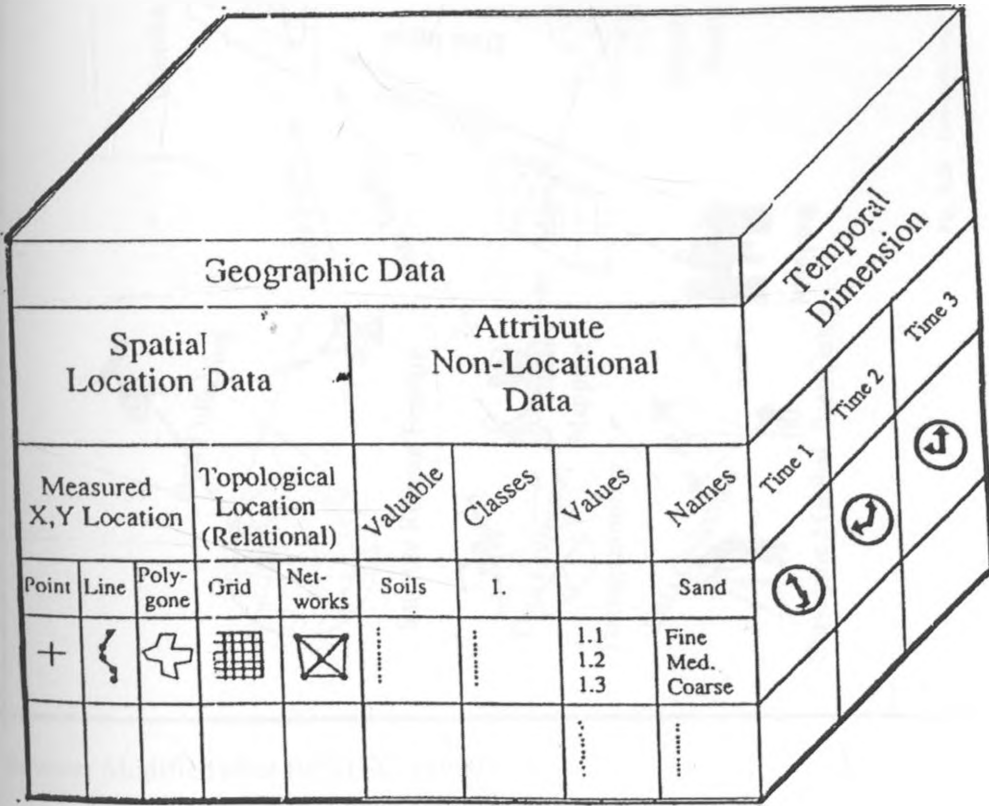 Geographic Data
Temporal
Dimension
Spatial
Location Data
Attribute
Non-Locational
Data
Time 1
Time 2
Time 3
Measured
X,Y Location
Topological
Location
(Relational)
Valuable
Classes
Values
Names
Point
Line
Poly-
gone
Grid
Net-
works
Soils
1.
Sand
1.1
1.2
1.3
Fine
Med.
Coarse